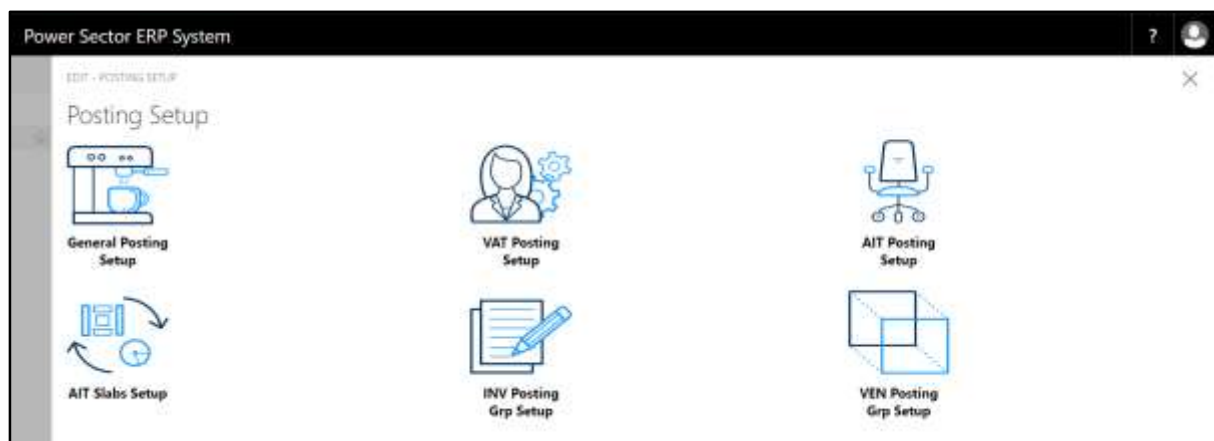 Power Sector ERP System ?
EDIT - POSTING SETUP
Posting Setup
General Posting
Setup
VAT Posting
Setup
AIT Posting
Setup
AIT Slabs Setup
INV Posting
Grp Setup
VEN Posting
Grp Setup